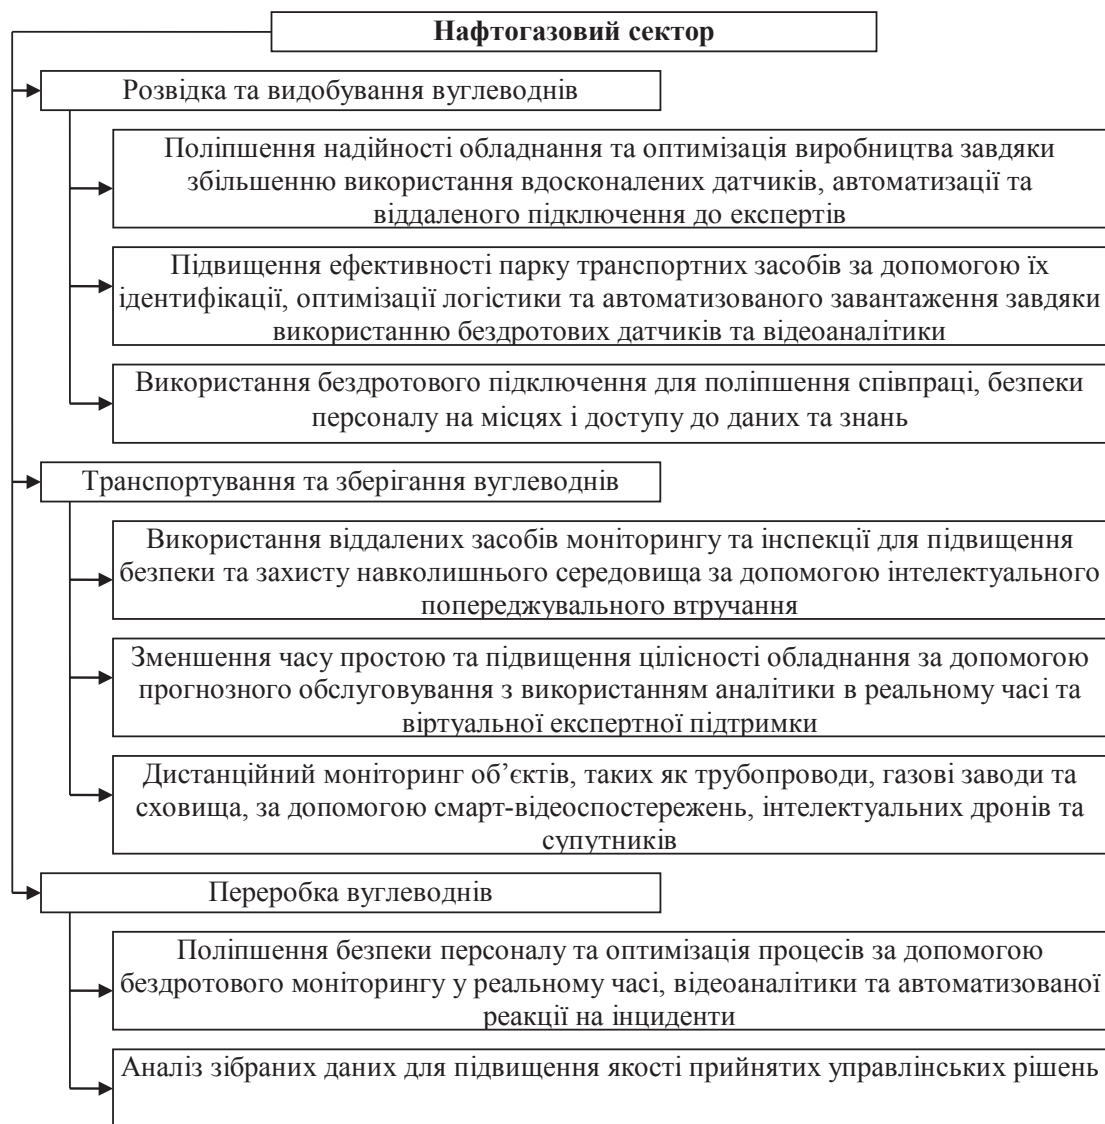 Нафтогазовий сектор
Розвідка та видобування вуглеводнів
Поліпшення надійності обладнання та оптимізація виробництва завдяки
збільшенню використання вдосконалених датчиків, автоматизації та
віддаленого підключення до експертів
Підвищення ефективності парку транспортних засобів за допомогою їх
ідентифікації, оптимізації логістики та автоматизованого завантаження завдяки
використанню бездротових датчиків та відеоаналітики
Використання бездротового підключення для поліпшення співпраці, безпеки
персоналу на місцях і доступу до даних та знань
Транспортування та зберігання вуглеводнів
Використання віддалених засобів моніторингу та інспекції для підвищення
безпеки та захисту навколишнього середовища за допомогою інтелектуального
попереджувального втручання
Зменшення часу простою та підвищення цілісності обладнання за допомогою
прогнозного обслуговування з використанням аналітики в реальному часі та
віртуальної експертної підтримки
Дистанційний моніторинг об’єктів, таких як трубопроводи, газові заводи та
сховища, за допомогою смарт-відеоспостережень, інтелектуальних дронів та
супутників
Переробка вуглеводнів
Поліпшення безпеки персоналу та оптимізація процесів за допомогою
бездротового моніторингу у реальному часі, відеоаналітики та автоматизованої
реакції на інциденти
Аналіз зібраних даних для підвищення якості прийнятих управлінських рішень